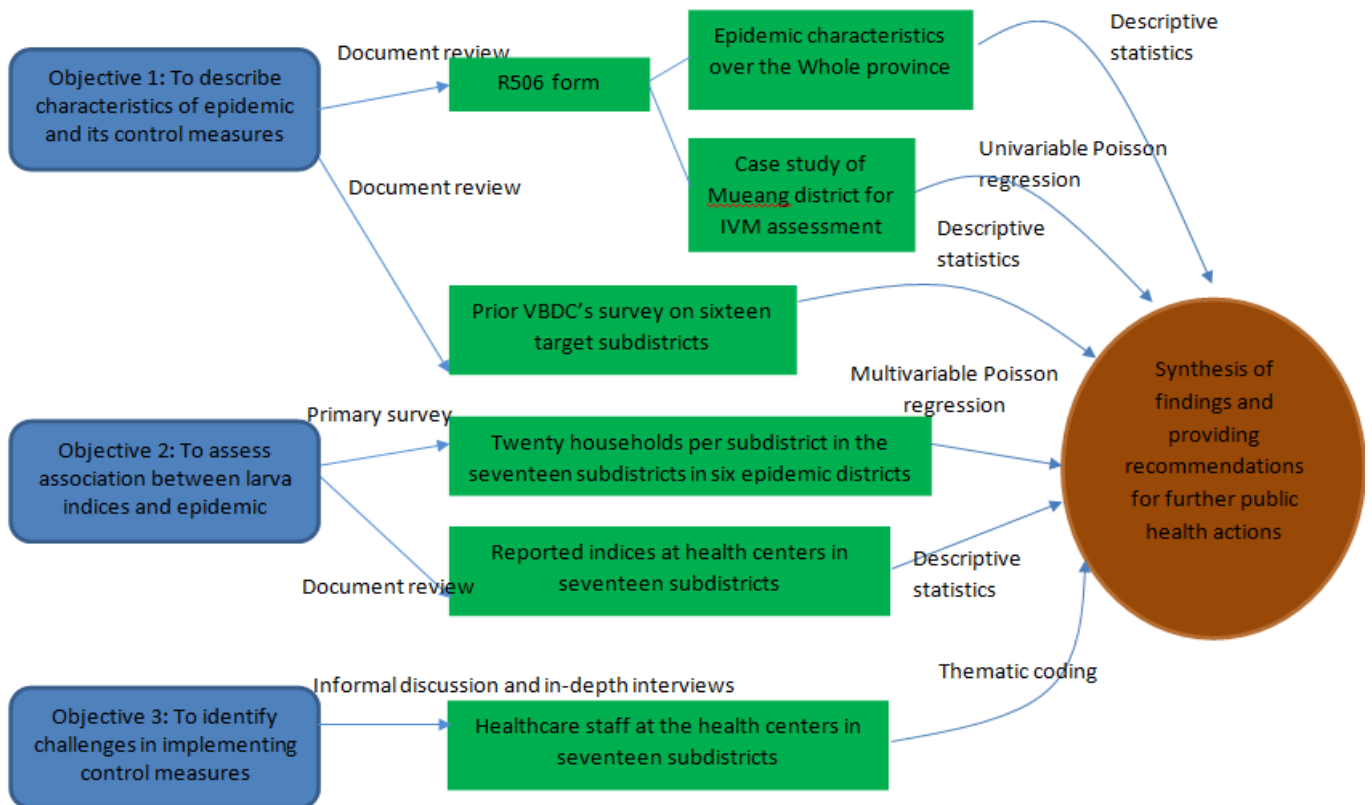 Document review
Objective 1: To describe
characteristics of epidemic
and its control measures
R506 form
Epidemic characteristics
over the Whole province
Descriptive
statistics
Document review
Case study of
Mueang district for
IVM assessment
Univariable Poisson
regression
Prior VBDC's survey on sixteen
target subdistricts
Descriptive
statistics
Primary survey
Objective 2: To assess
association between larva
indices and epidemic
Twenty households per subdistrict in the
seventeen subdistricts in six epidemic districts
Multivariable Poisson
regression
Document review
Reported indices at health centers in
seventeen subdistricts
Descriptive
statistics
Informal discussion and in-depth interviews
Objective 3: To identify
challenges in implementing
control measures
Healthcare staff at the health centers in
seventeen subdistricts
Thematic coding
Synthesis of
findings and
providing
recommendations
for further public
health actions